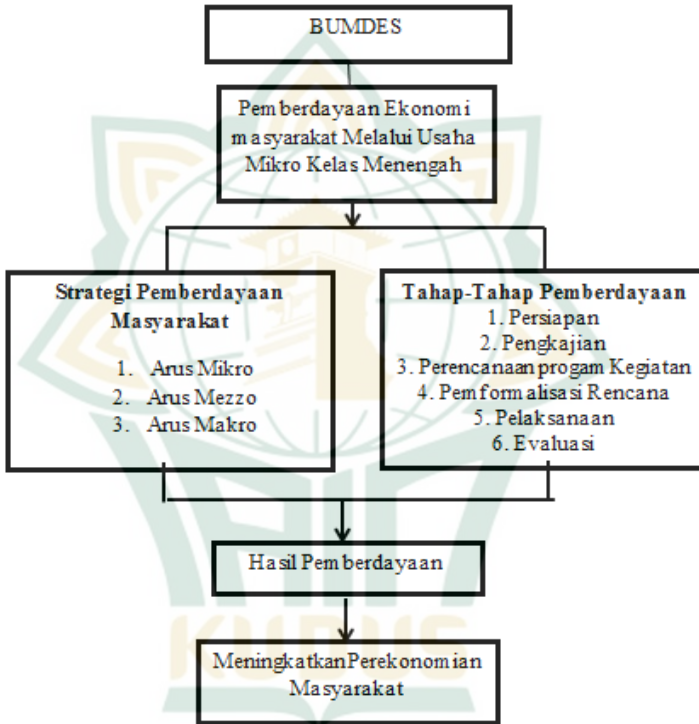 BUMDES
Pemberdayaan Ekonomi
masyarakat Melalui Usaha
Mikro Kelas Menengah
Strategi Pemberdayaan
Masyarakat
1. Arus Mikro
2. Arus Mezzo
3. Arus Makro
Tahap-Tahap Pemberdayaan
1. Persiapan
2. Pengkajian
3. Perencanaanprogam Kegiatan
4. Pemformalisasi Rencana
5. Pelaksanaan
6. Evaluasi
Hasil Pemberdayaan
MeningkatkanPerekonomian
Masyarakat
KUDUS